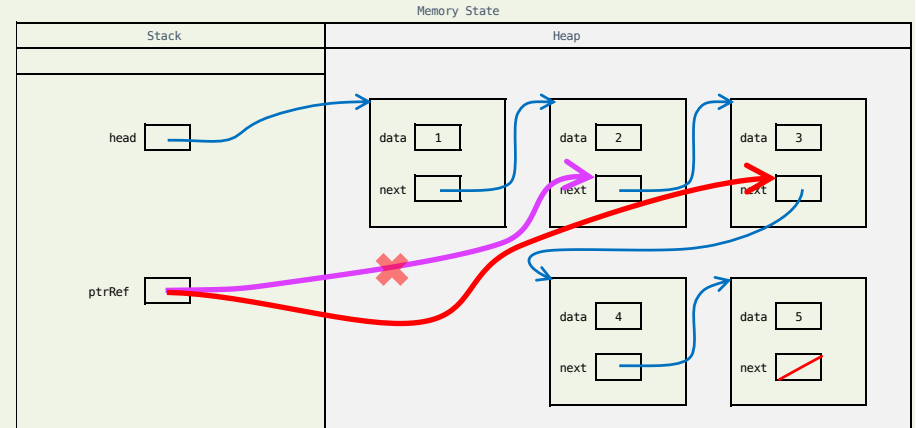 Memory State
Stack Heap
head
data 1
next
data 2
next
data 3
next
ptrRef
data 4
next
data 5
next